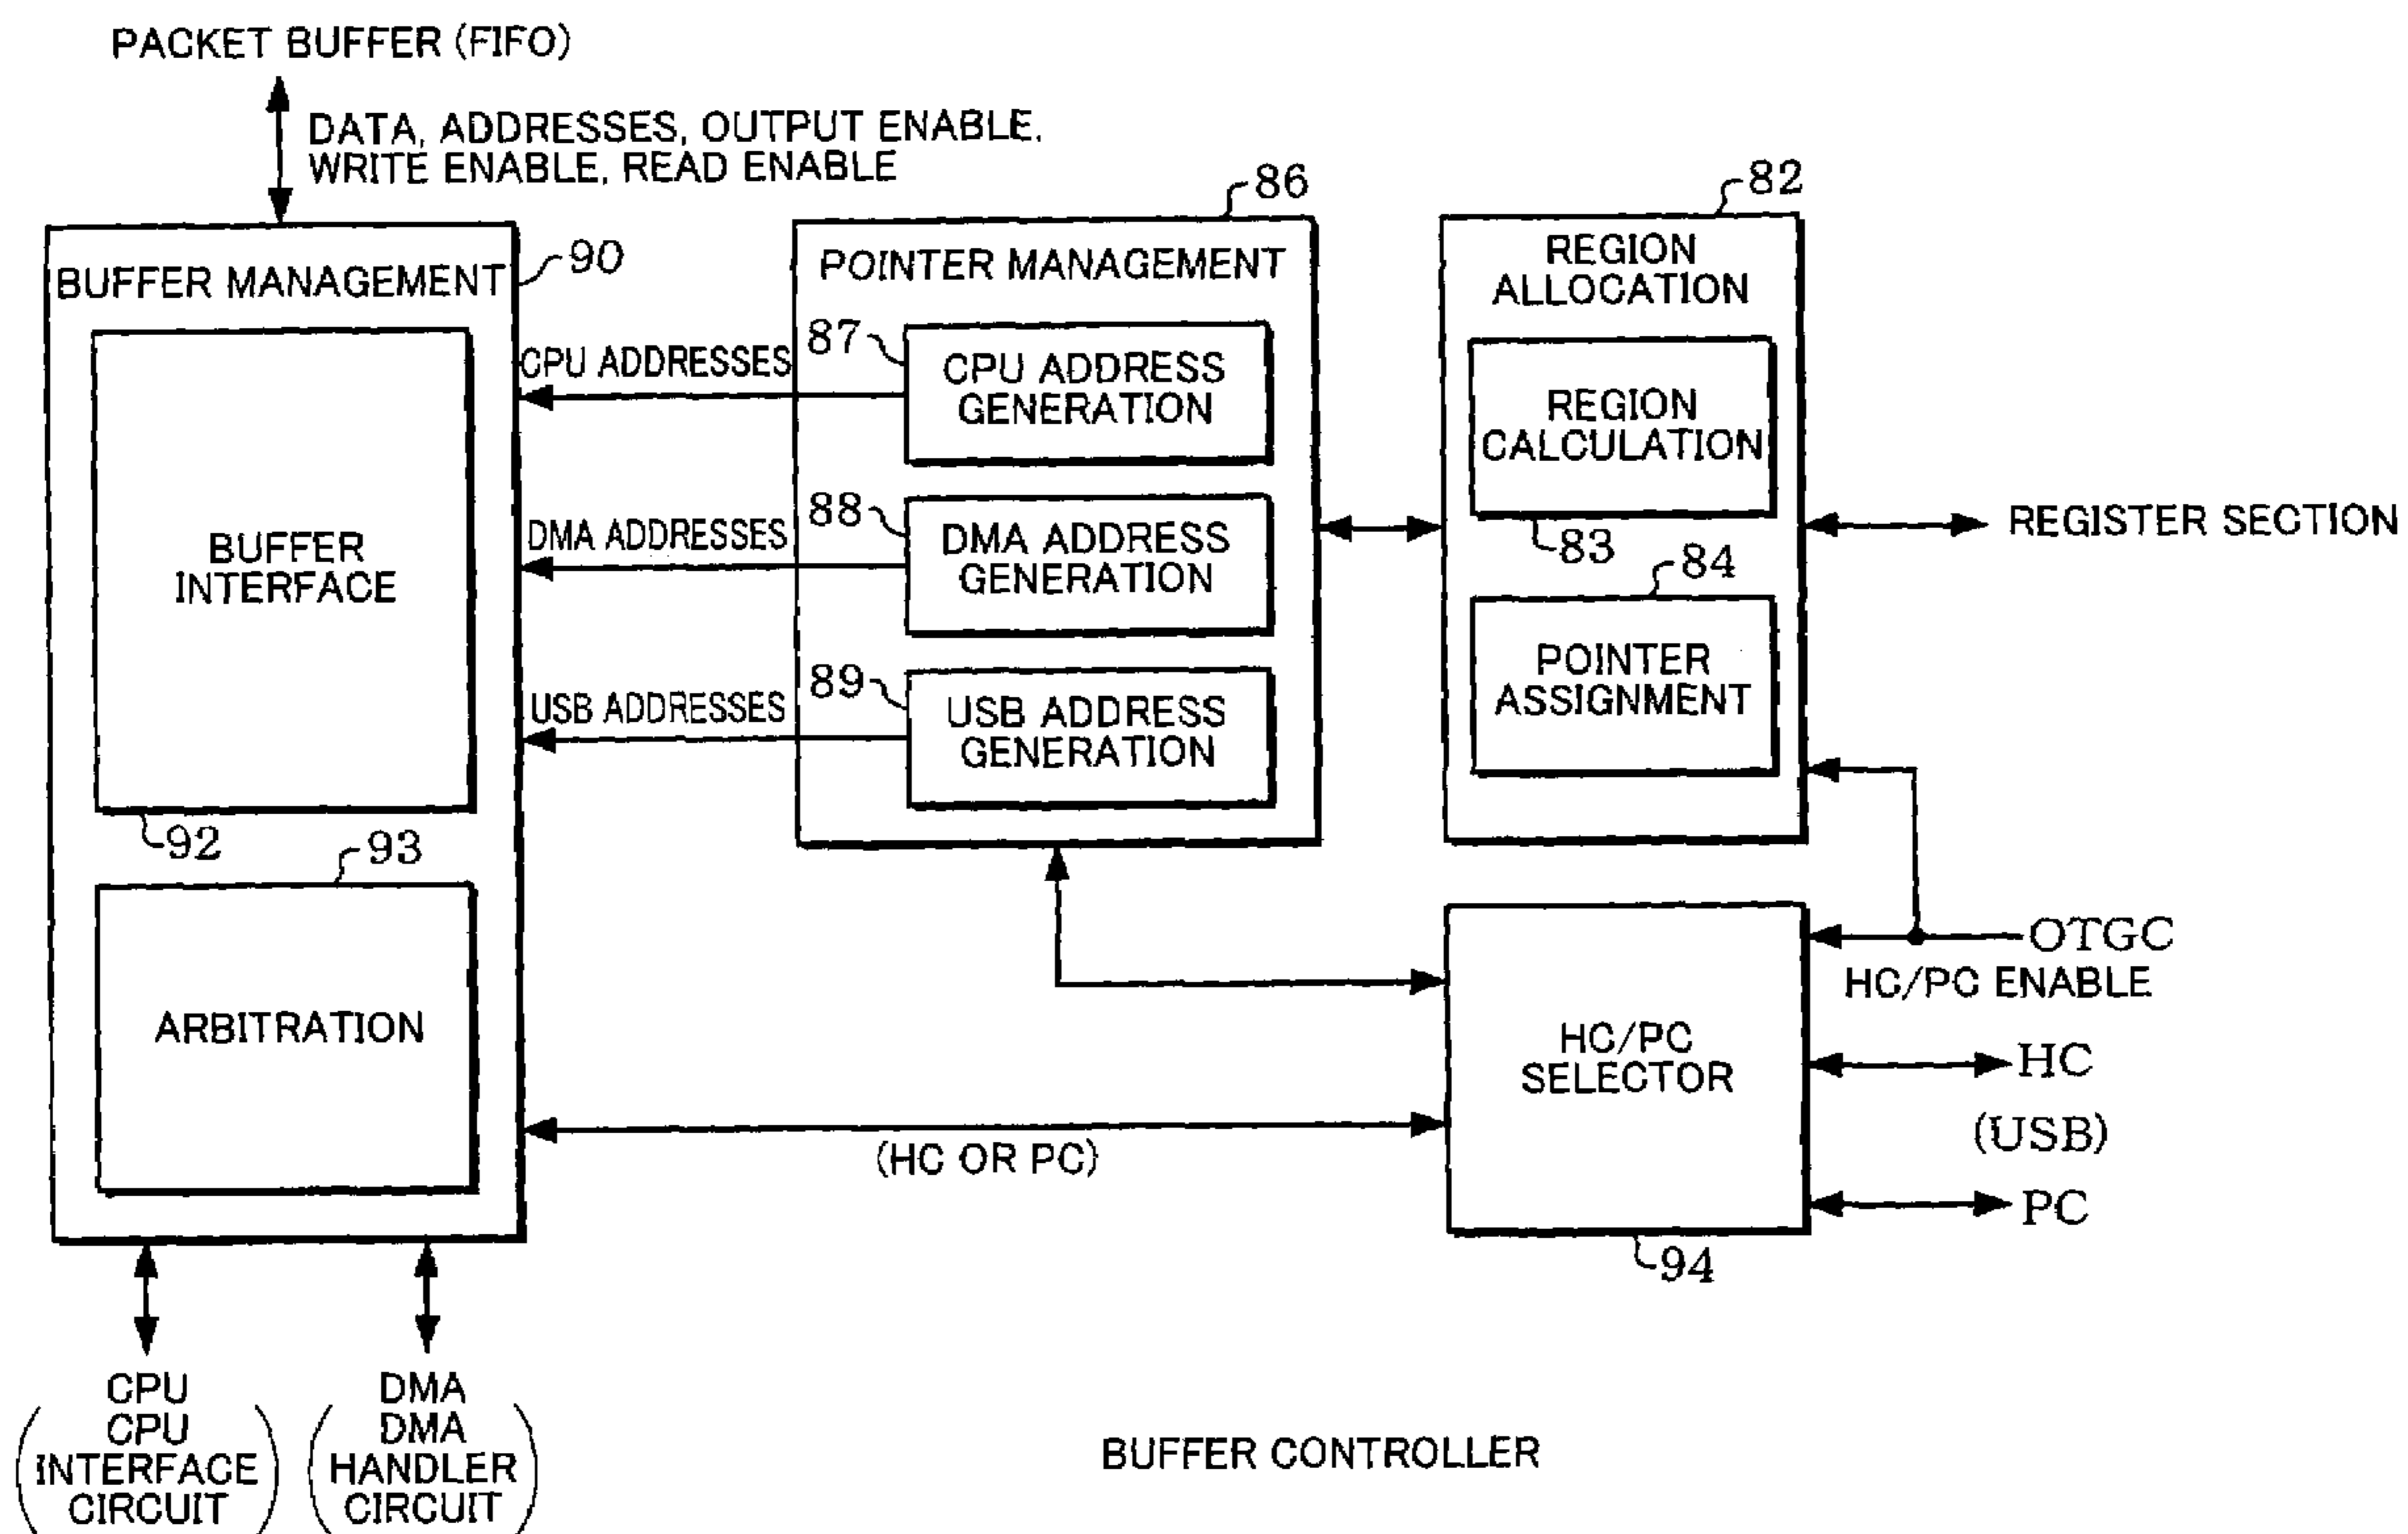 PACKET BUFFER (FIFO)
DATA, ADDRESSES, OUTPUT ENABLE,
WRITE ENABLE, READ ENABLE
BUFFER MANAGEMENT
90
BUFFER
INTERFACE
92
93
ARBITRATION
CPU ADDRESSES
DMA ADDRESSES
USB ADDRESSES
86
POINTER MANAGEMENT
87
CPU ADDRESS
GENERATION
88
DMA ADDRESS
GENERATION
89
USB ADDRESS
GENERATION
82
REGION
ALLOCATION
REGION
CALCULATION
83
84
POINTER
ASSIGNMENT
REGISTER SECTION
OTGC
HC/PC ENABLE
HC/PC
SELECTOR
94
HC
(USB)
PC
(HC OR PC)
CPU
(CPU
INTERFACE
CIRCUIT)
DMA
(DMA
HANDLER
CIRCUIT)
BUFFER CONTROLLER